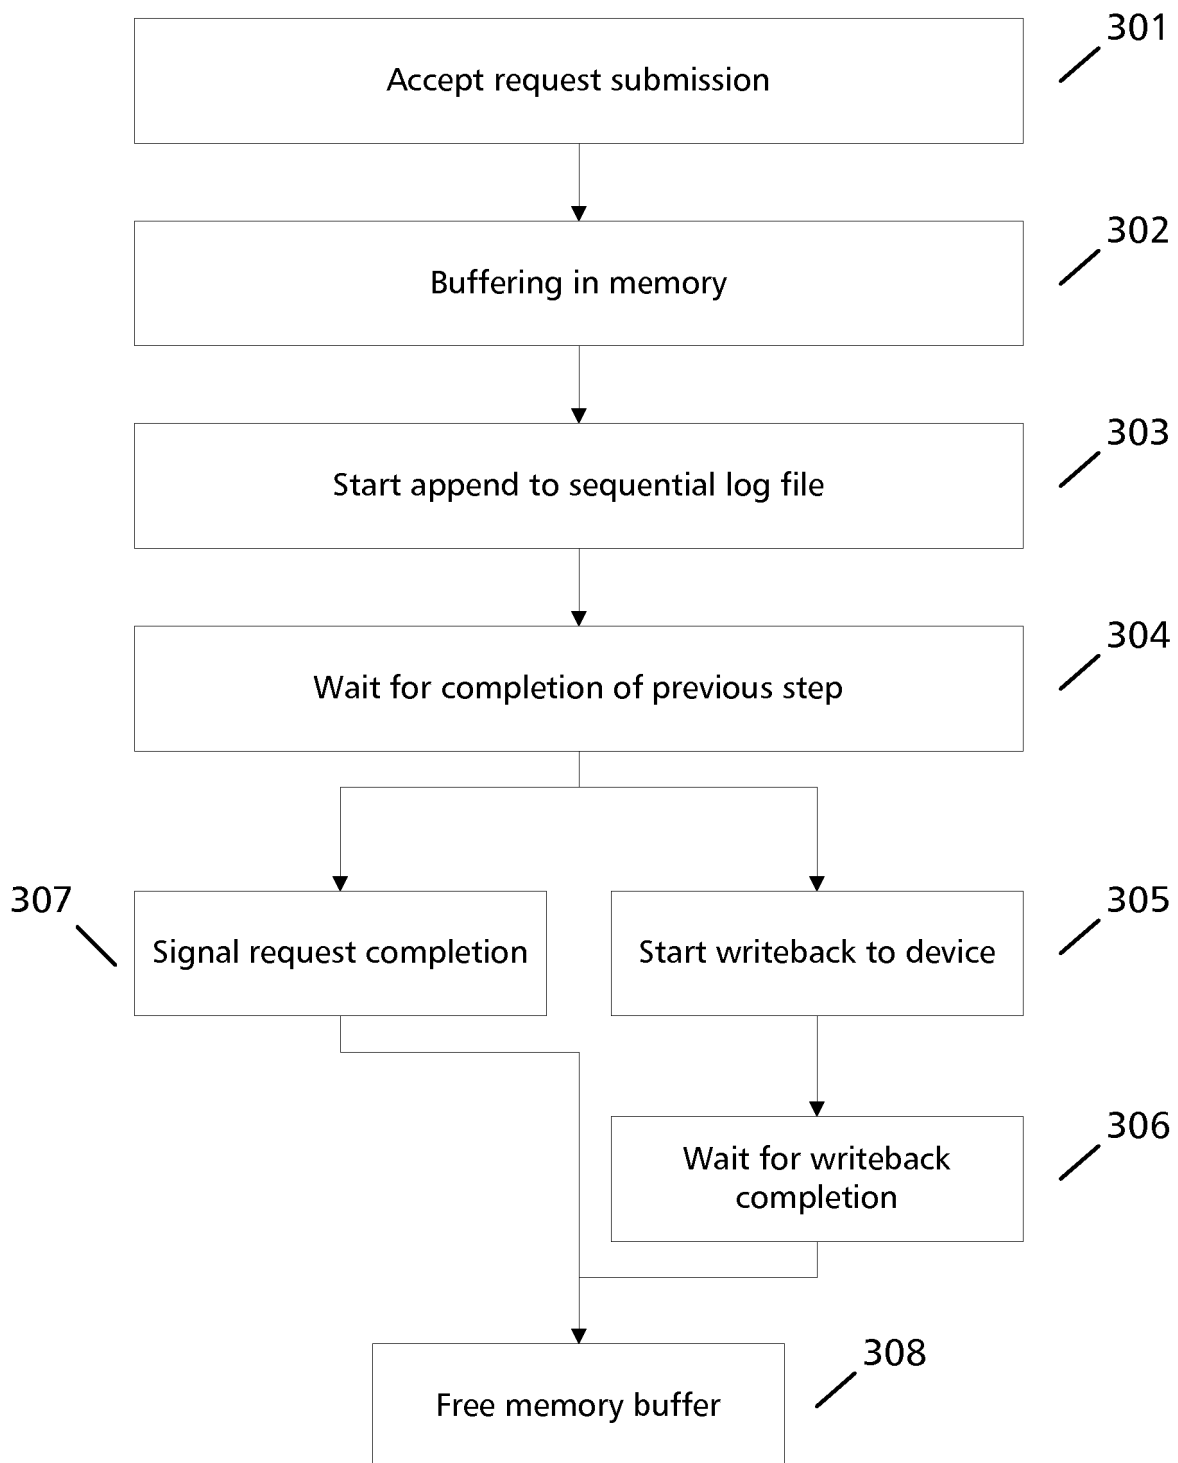 301
Accept request submission
302
Buffering in memory
303
Start append to sequential log file
304
Wait for completion of previous step
307
Signal request completion
305
Start writeback to device
306
Wait for writeback
completion
308
Free memory buffer